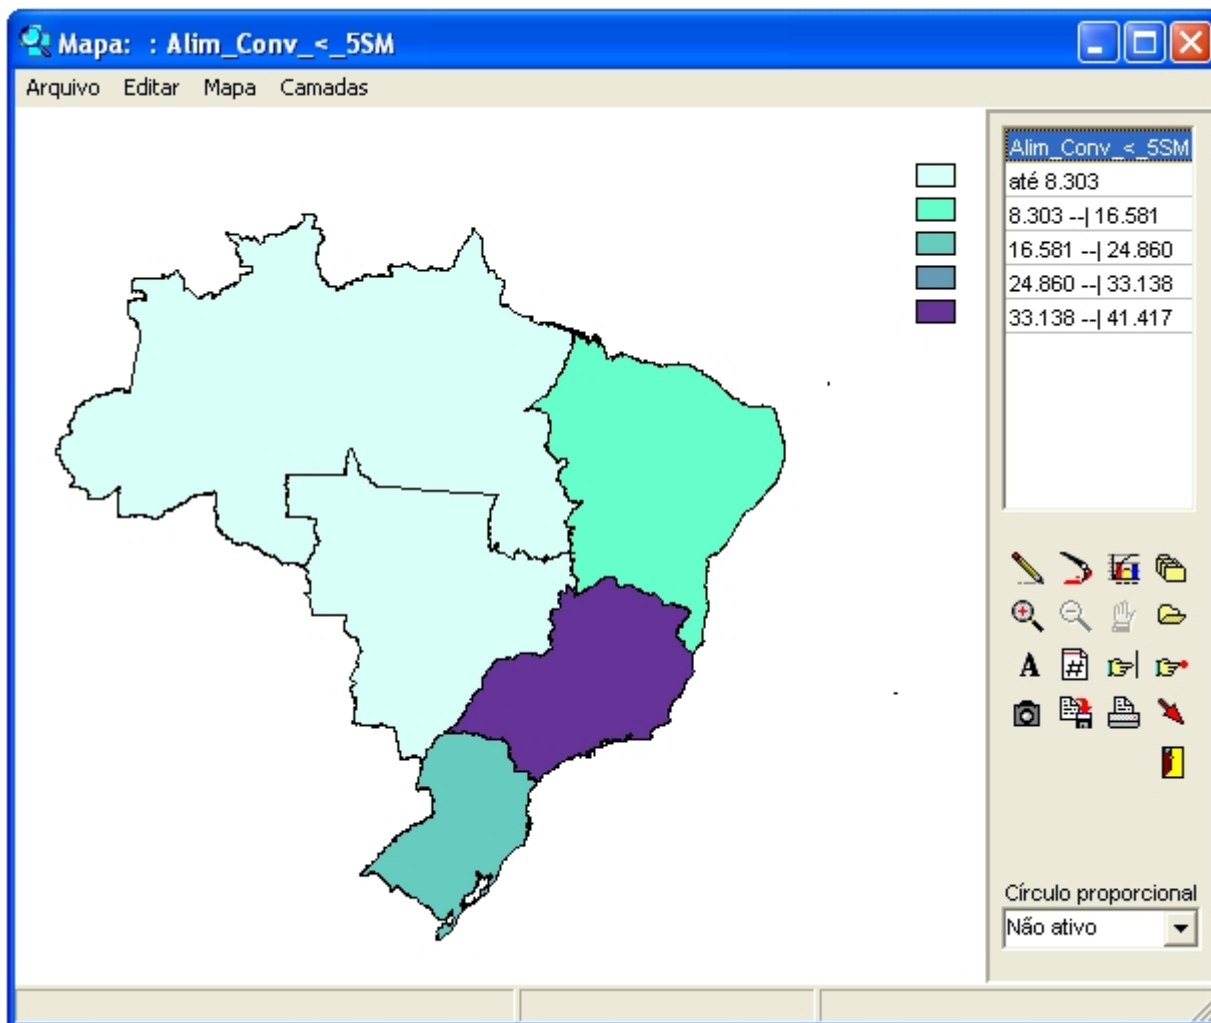 Mapa: : Alim_Conv_<_5SM
Arquivo Editar Mapa Camadas
Alim_Conv_<_5SM
até 8.303
8.303 --| 16.581
16.581 --| 24.860
24.860 --| 33.138
33.138 --| 41.417
A #
Círculo proporcional
Não ativo